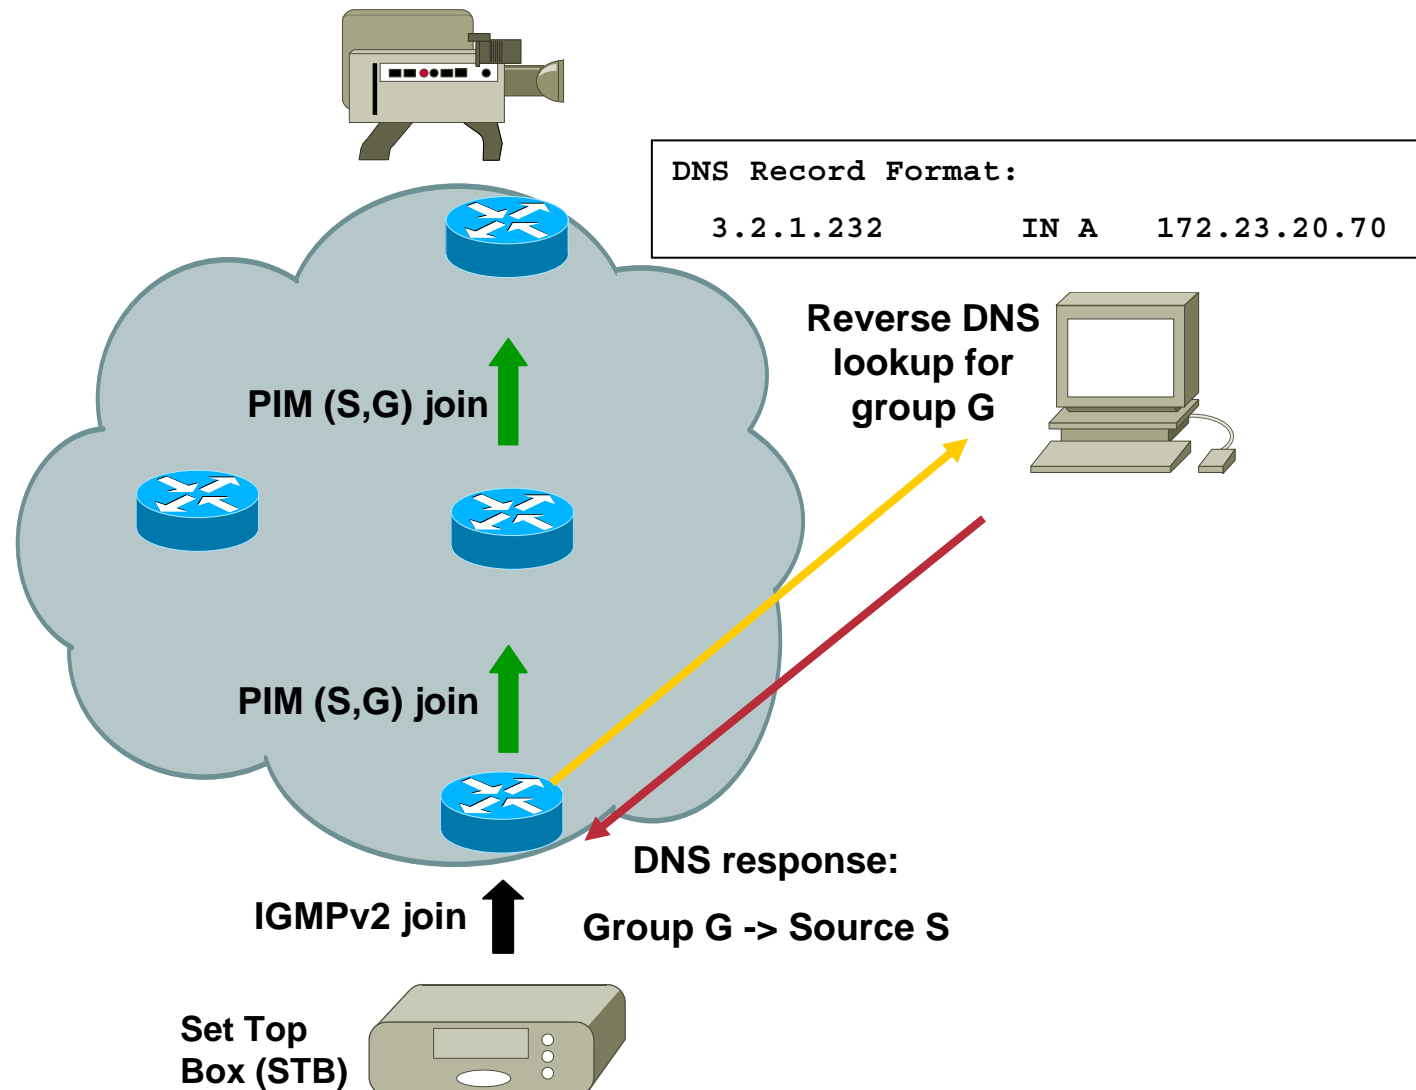 DNS Record Format:
3.2.1.232 IN A 172.23.20.70
Reverse DNS
lookup for
group G
PIM (S,G) join
PIM (S,G) join
DNS response:
IGMPv2 join
Group G -> Source S
Set Top
Box (STB)